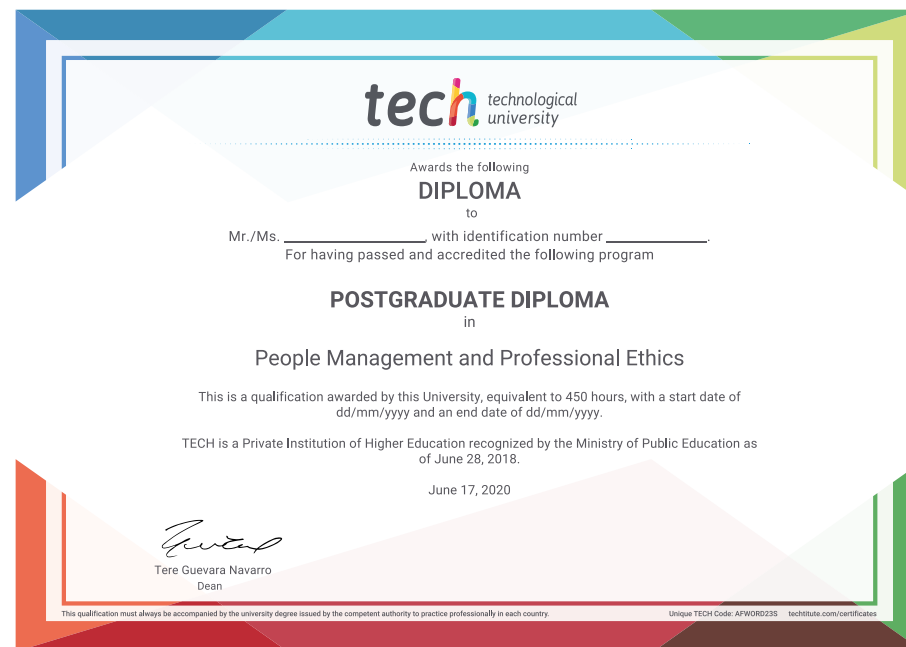 tech technological
university
Awards the following
DIPLOMA
to
Mr./Ms. ____________, with identification number ____________.
For having passed and accredited the following program
POSTGRADUATE DIPLOMA
in
People Management and Professional Ethics
This is a qualification awarded by this University, equivalent to 450 hours, with a start date of
dd/mm/yyyy and an end date of dd/mm/yyyy.
TECH is a Private Institution of Higher Education recognized by the Ministry of Public Education as
of June 28, 2018.
June 17, 2020
Tere Guevara Navarro
Dean
This qualification must always be accompanied by the university degree issued by the competent authority to practice professionally in each country. Unique TECH Code: AFWORD23S techtitute.com/certificates